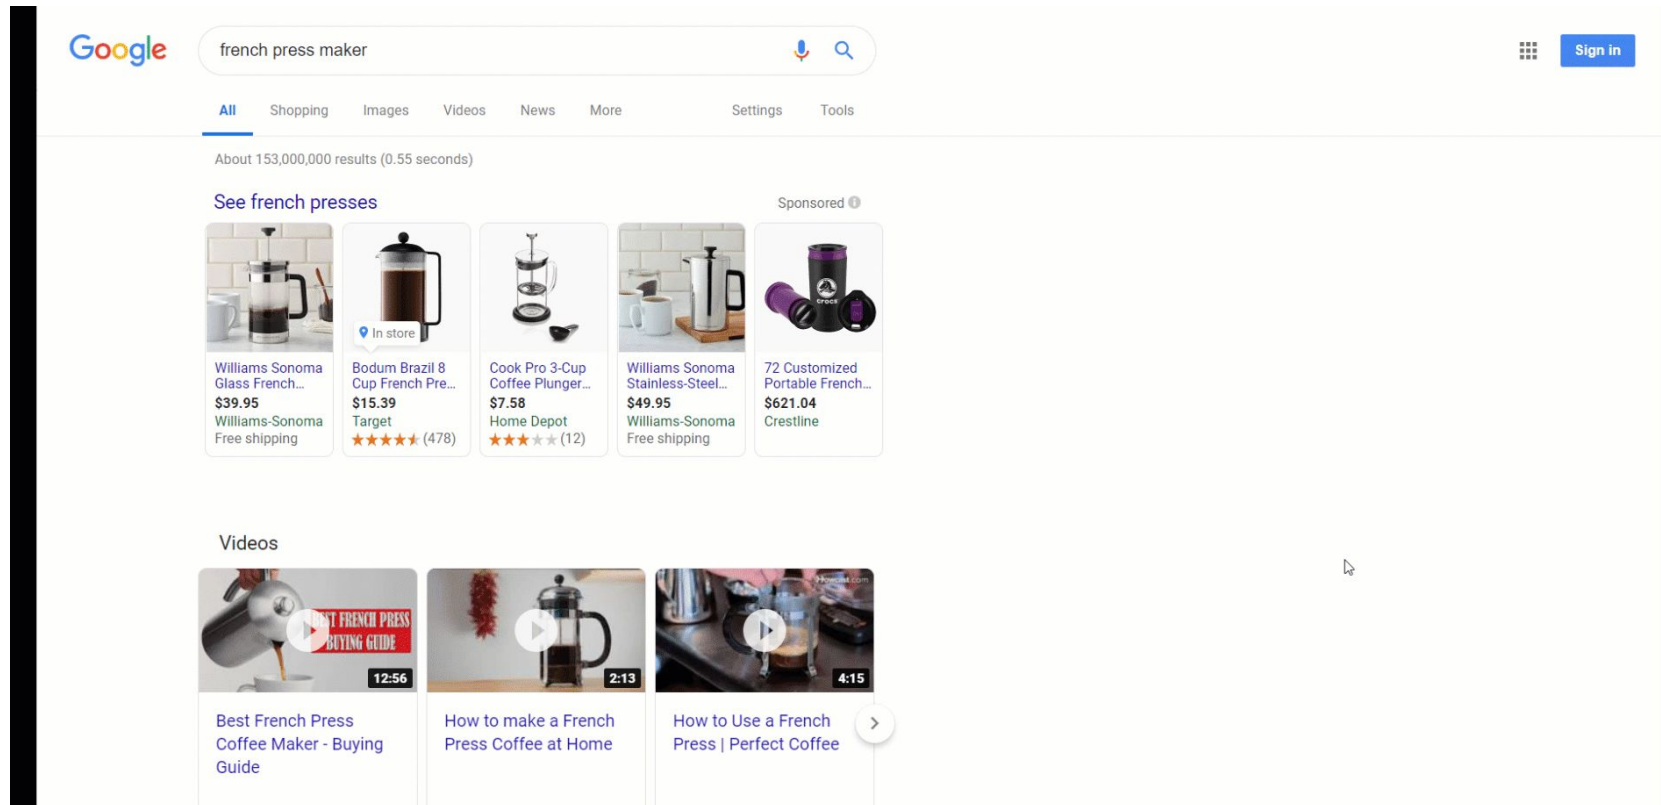 Google
french press maker
Sign in
All Shopping Images Videos News More Settings Tools
About 153,000,000 results (0.55 seconds)
See french presses
Sponsored
In store
crocs
Williams Sonoma
Glass French...
$39.95
Williams-Sonoma
Free shipping
Bodum Brazil 8
Cup French Pre...
$15.39
Target
(478)
Cook Pro 3-Cup
Coffee Plunger...
$7.58
Home Depot
(12)
Williams Sonoma
Stainless-Steel...
$49.95
Williams-Sonoma
Free shipping
72 Customized
Portable French...
$621.04
Crestline
Videos
BEST FRENCH PRESS
BUYING GUIDE
12:56
Best French Press
Coffee Maker - Buying
Guide
2:13
How to make a French
Press Coffee at Home
Howcast.com
4:15
How to Use a French
Press | Perfect Coffee